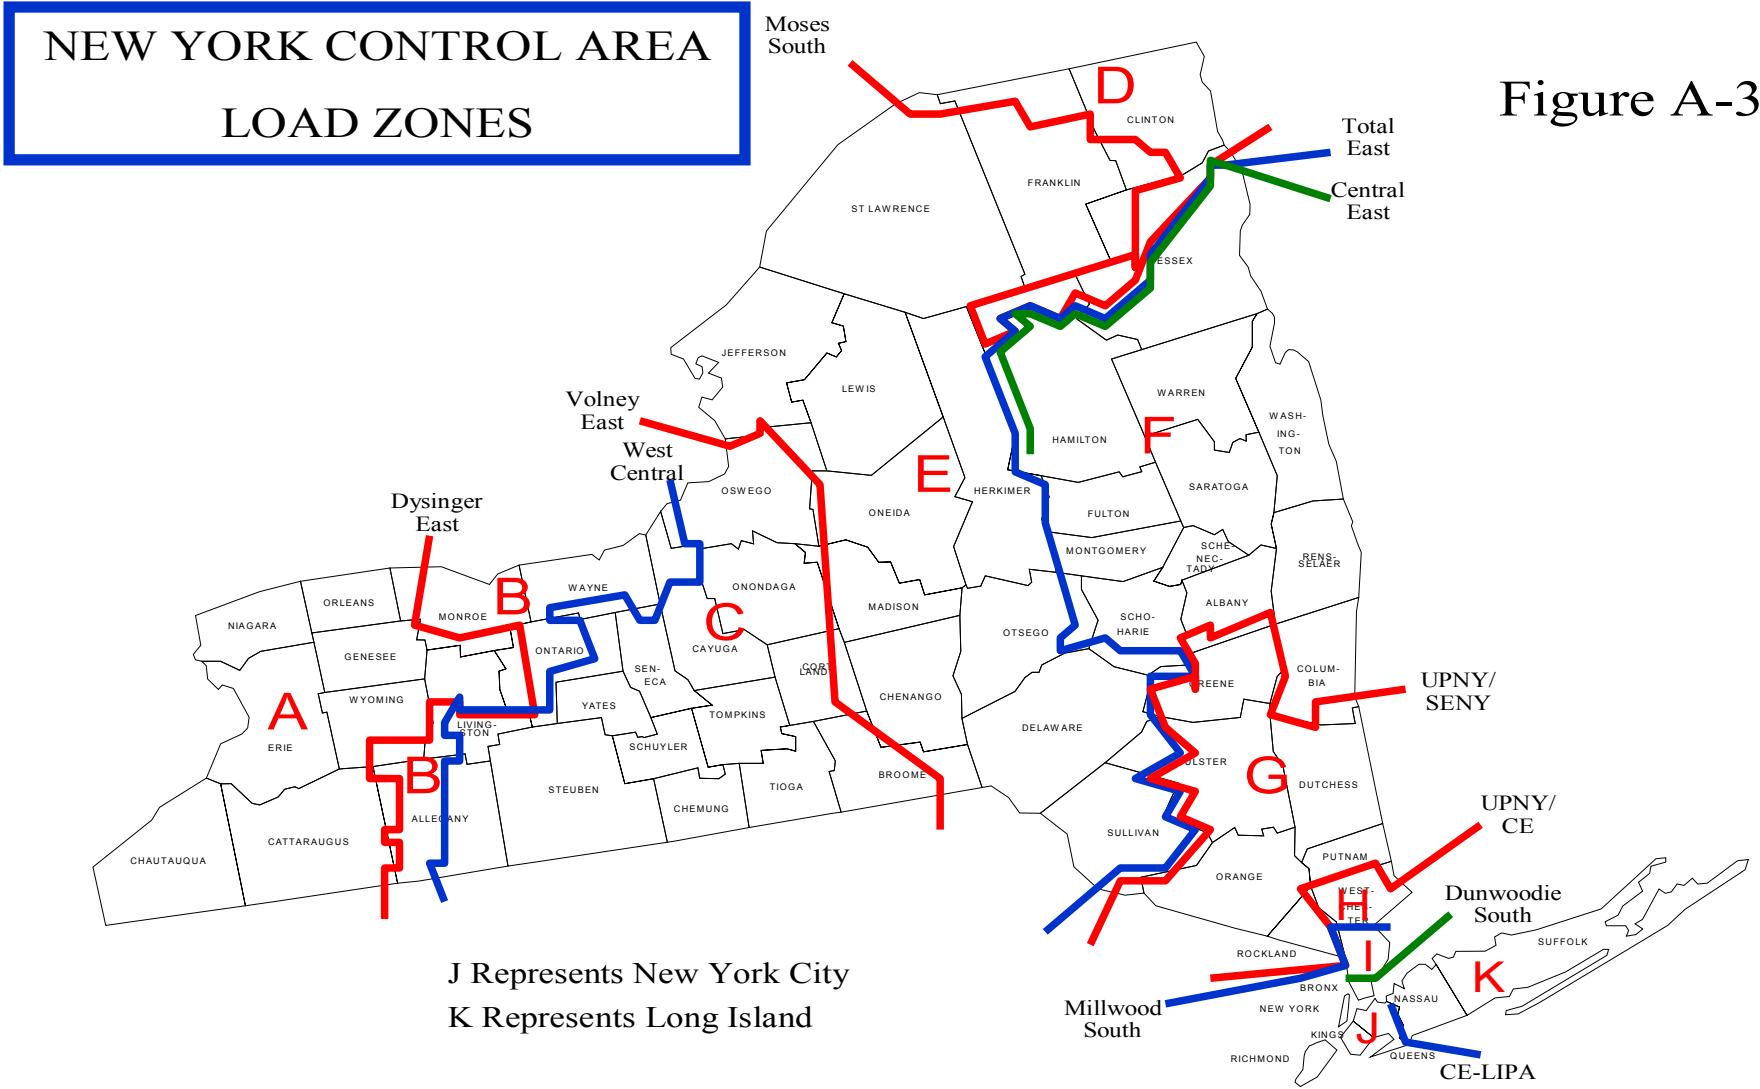 NEW YORK CONTROL AREA
LOAD ZONES
Figure A-3
Moses
South
Total
East
Central
East
Volney
East
West
Central
Dysinger
East
UPNY/
SENY
UPNY/
CE
Dunwoodie
South
Millwood
South
CE-LIPA
D
CLINTON
FRANKLIN
ST LAWRENCE
ESSEX
JEFFERSON
LEWIS
WARREN
WASH-
ING-
TON
HAMILTON
F
E
HERKIMER
SARATOGA
OSWEGO
ONEIDA
FULTON
MONTGOMERY
SCHE-
NEC-
TADY
RENS-
SELAER
WAYNE
ONONDAGA
MADISON
ALBANY
ORLEANS
MONROE
B
NIAGARA
C
SCHO-
HARIE
OTSEGO
GENESEE
ONTARIO
CAYUGA
SEN-
ECA
CORT
LAND
COLUM-
BIA
GREENE
WYOMING
A
ERIE
LIVING-
STON
YATES
TOMPKINS
CHENANGO
DELAWARE
SCHUYLER
B
STEUBEN
TIOGA
BROOME
ULSTER
G
DUTCHESS
CHEMUNG
ALLEGANY
CATTARAUGUS
CHAUTAUQUA
SULLIVAN
ORANGE
PUTNAM
WEST-
CHES-
TER
H
ROCKLAND
I
SUFFOLK
K
BRONX
NASSAU
NEW YORK
KINGS
J
QUEENS
RICHMOND
J Represents New York City
K Represents Long Island